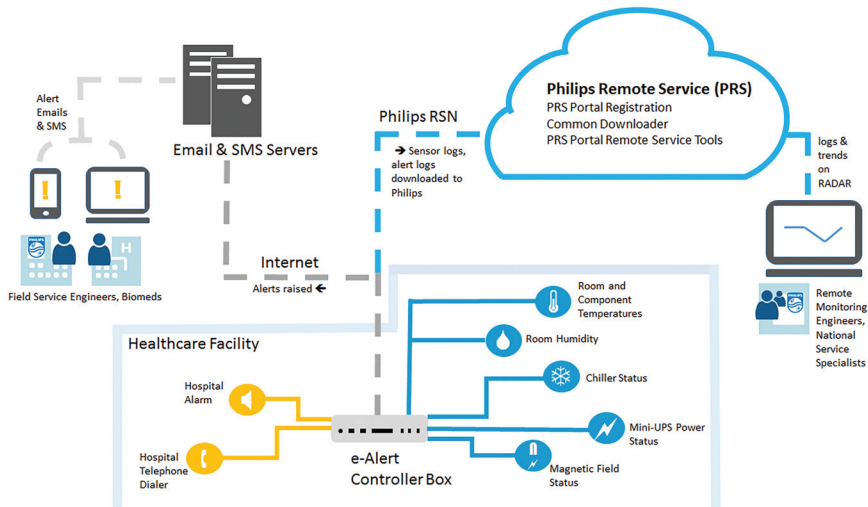 Philips Remote Service (PRS)
PRS Portal Registration
Common Downloader
PRS Portal Remote Service Tools
Alert
Emails
& SMS
Email & SMS Servers
Philips RSN
➔ Sensor logs,
alert logs
downloaded to
Philips
logs &
trends
on
RADAR
!
!
PHILIPS
H
Field Service Engineers, Biomeds
Internet
Alerts raised 🡸
PHILIPS
Remote
Monitoring
Engineers,
National
Service
Specialists
Healthcare Facility
Room and
Component
Temperatures
Room Humidity
Chiller Status
Mini-UPS Power
Status
Magnetic Field
Status
Hospital
Alarm
Hospital
Telephone
Dialer
e-Alert
Controller Box